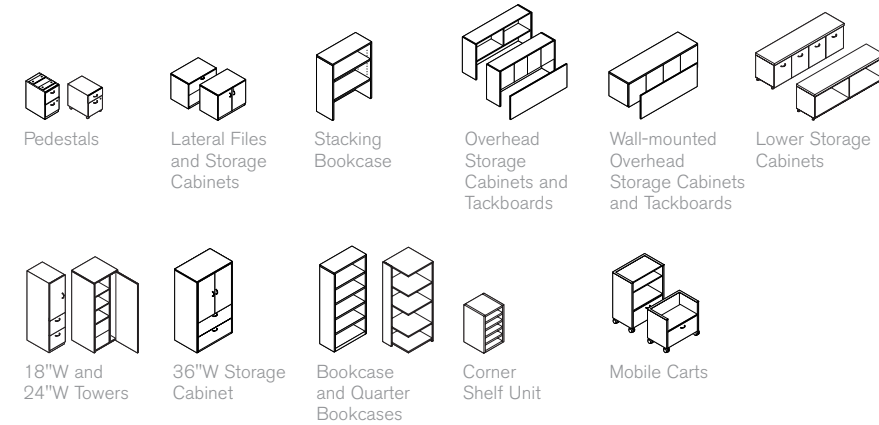 Pedestals
Lateral Files
and Storage
Cabinets
Stacking
Bookcase
Overhead
Storage
Cabinets and
Tackboards
Wall-mounted
Overhead
Storage Cabinets
and Tackboards
Lower Storage
Cabinets
18"W and
24"W Towers
36"W Storage
Cabinet
Bookcase
and Quarter
Bookcases
Corner
Shelf Unit
Mobile Carts